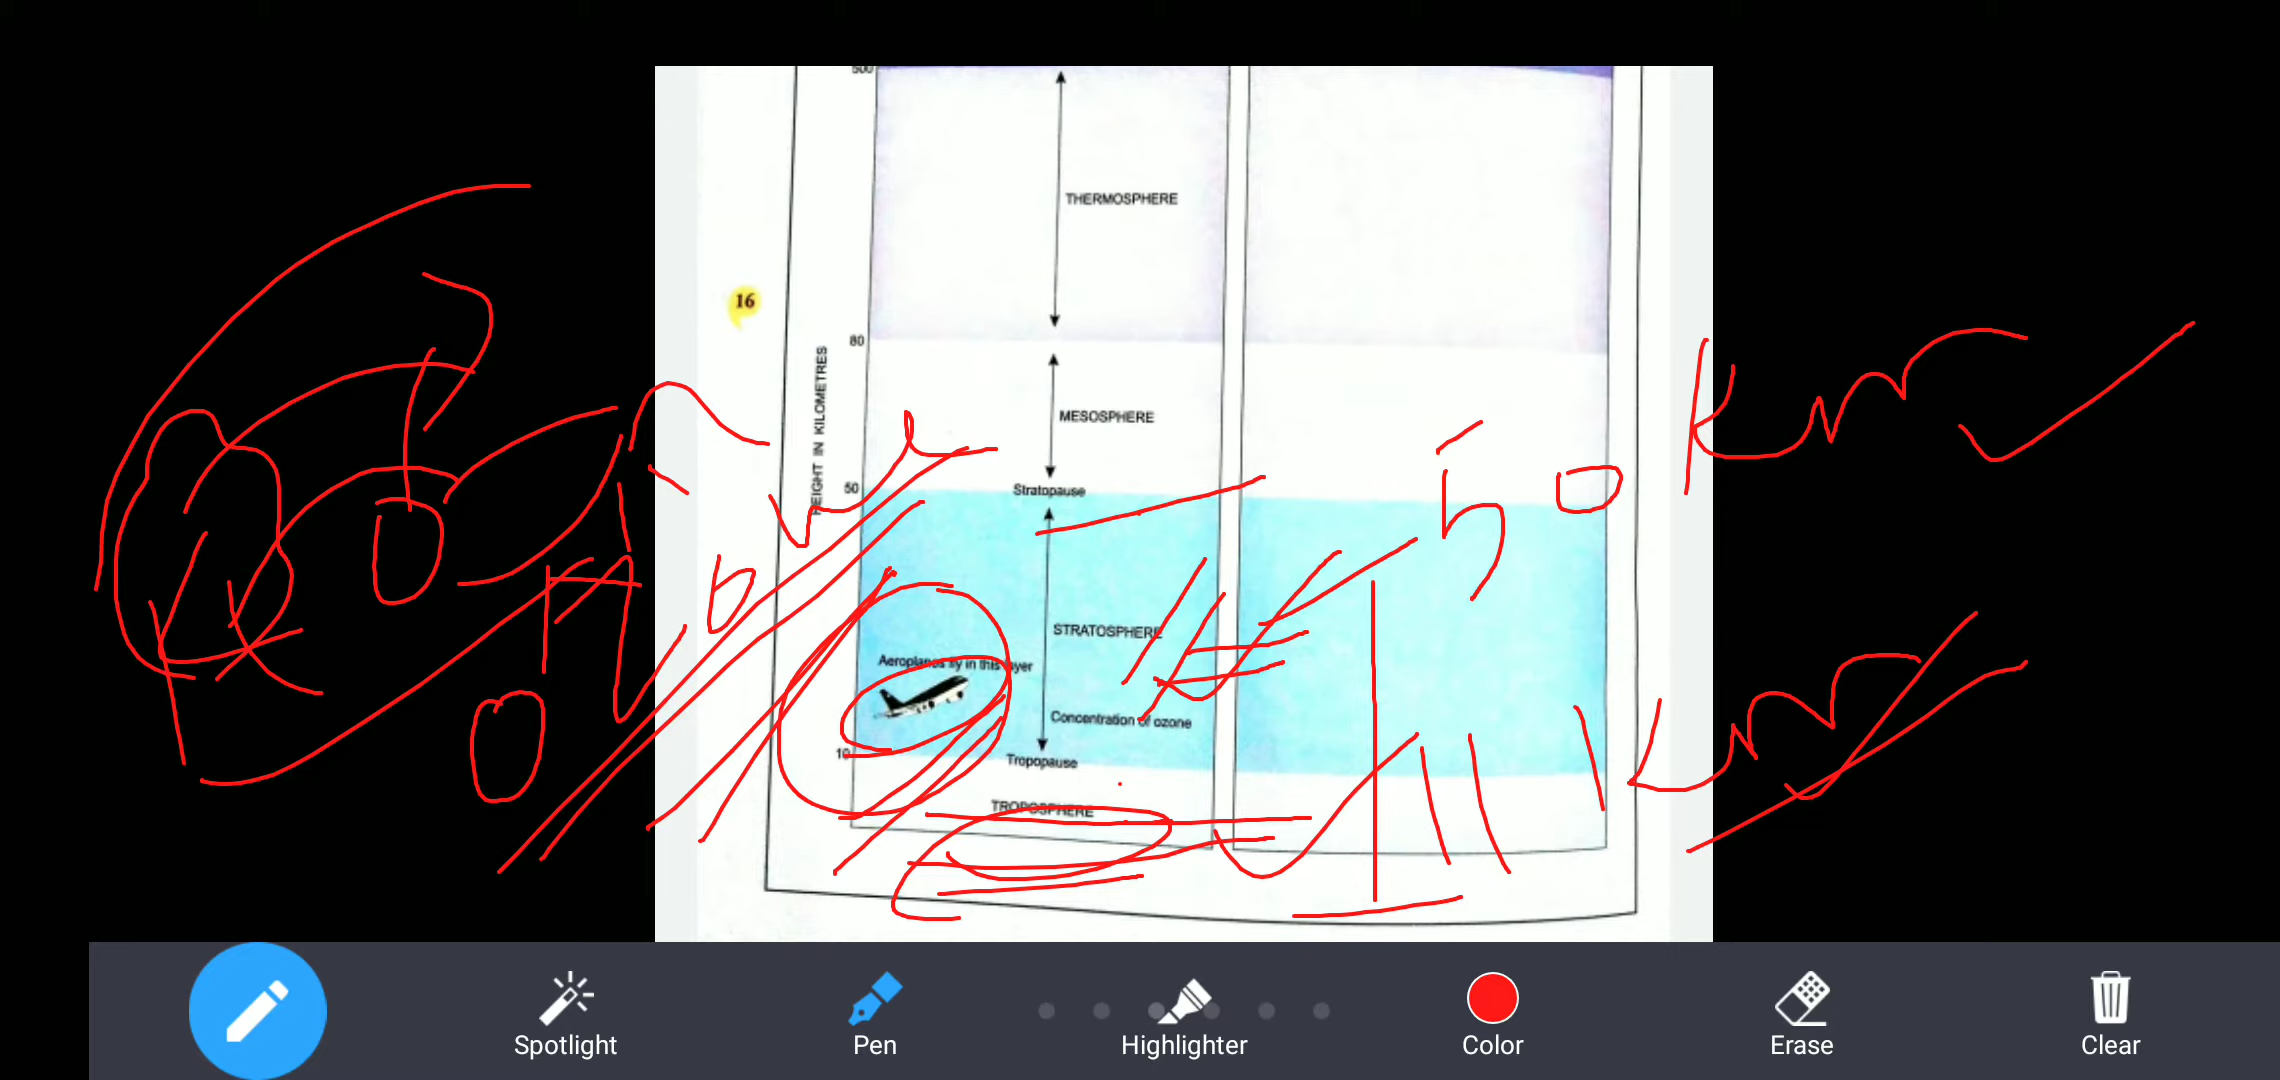 500
THERMOSPHERE
16
80
HEIGHT IN KILOMETRES
MESOSPHERE
50
Stratopause
50 km
STRATOSPHERE
Aeroplanes fly in this layer
Concentration of ozone
10
Tropopause
TROPOSPHERE
Spotlight
Pen
Highlighter
Color
Erase
Clear